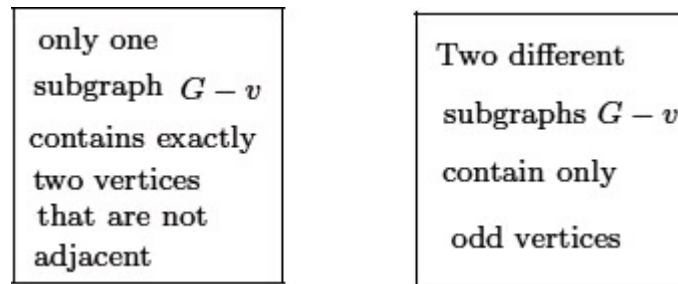 only one
subgraph G − v
contains exactly
two vertices
that are not
adjacent
Two different
subgraphs G − v
contain only
odd vertices